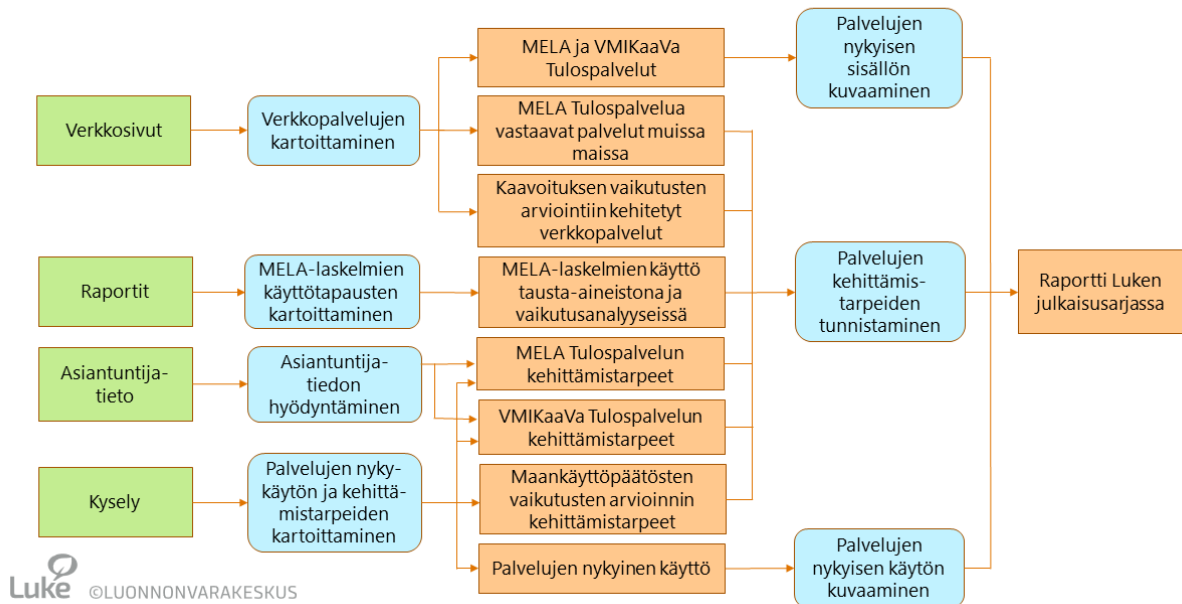 Verkkosivut
Verkkopalvelujen
kartoittaminen
MELA ja VMIKaaVa
Tulospalvelut
Palvelujen
nykyisen
sisällön
kuvaaminen
MELA Tulospalvelua
vastaavat palvelut muissa
maissa
Kaavoituksen vaikutusten
arviointiin kehitetyt
verkkopalvelut
Raportit
MELA-laskelmien
käyttötapausten
kartoittaminen
MELA-laskelmien käyttö
tausta-aineistona ja
vaikutusanalyyseissä
Palvelujen
kehittämis-
tarpeiden
tunnistaminen
Raportti Luken
julkaisusarjassa
Asiantuntija-
tieto
Asiantuntija-
tiedon
hyödyntäminen
MELA Tulospalvelun
kehittämistarpeet
VMIKaaVa Tulospalvelun
kehittämistarpeet
Kysely
Palvelujen nyky-
käytön ja kehittä-
mistarpeiden
kartoittaminen
Maankäyttöpäätösten
vaikutusten arvioinnin
kehittämistarpeet
Palvelujen nykyinen käyttö
Palvelujen
nykyisen käytön
kuvaaminen
Luke ©LUONNONVARAKESKUS